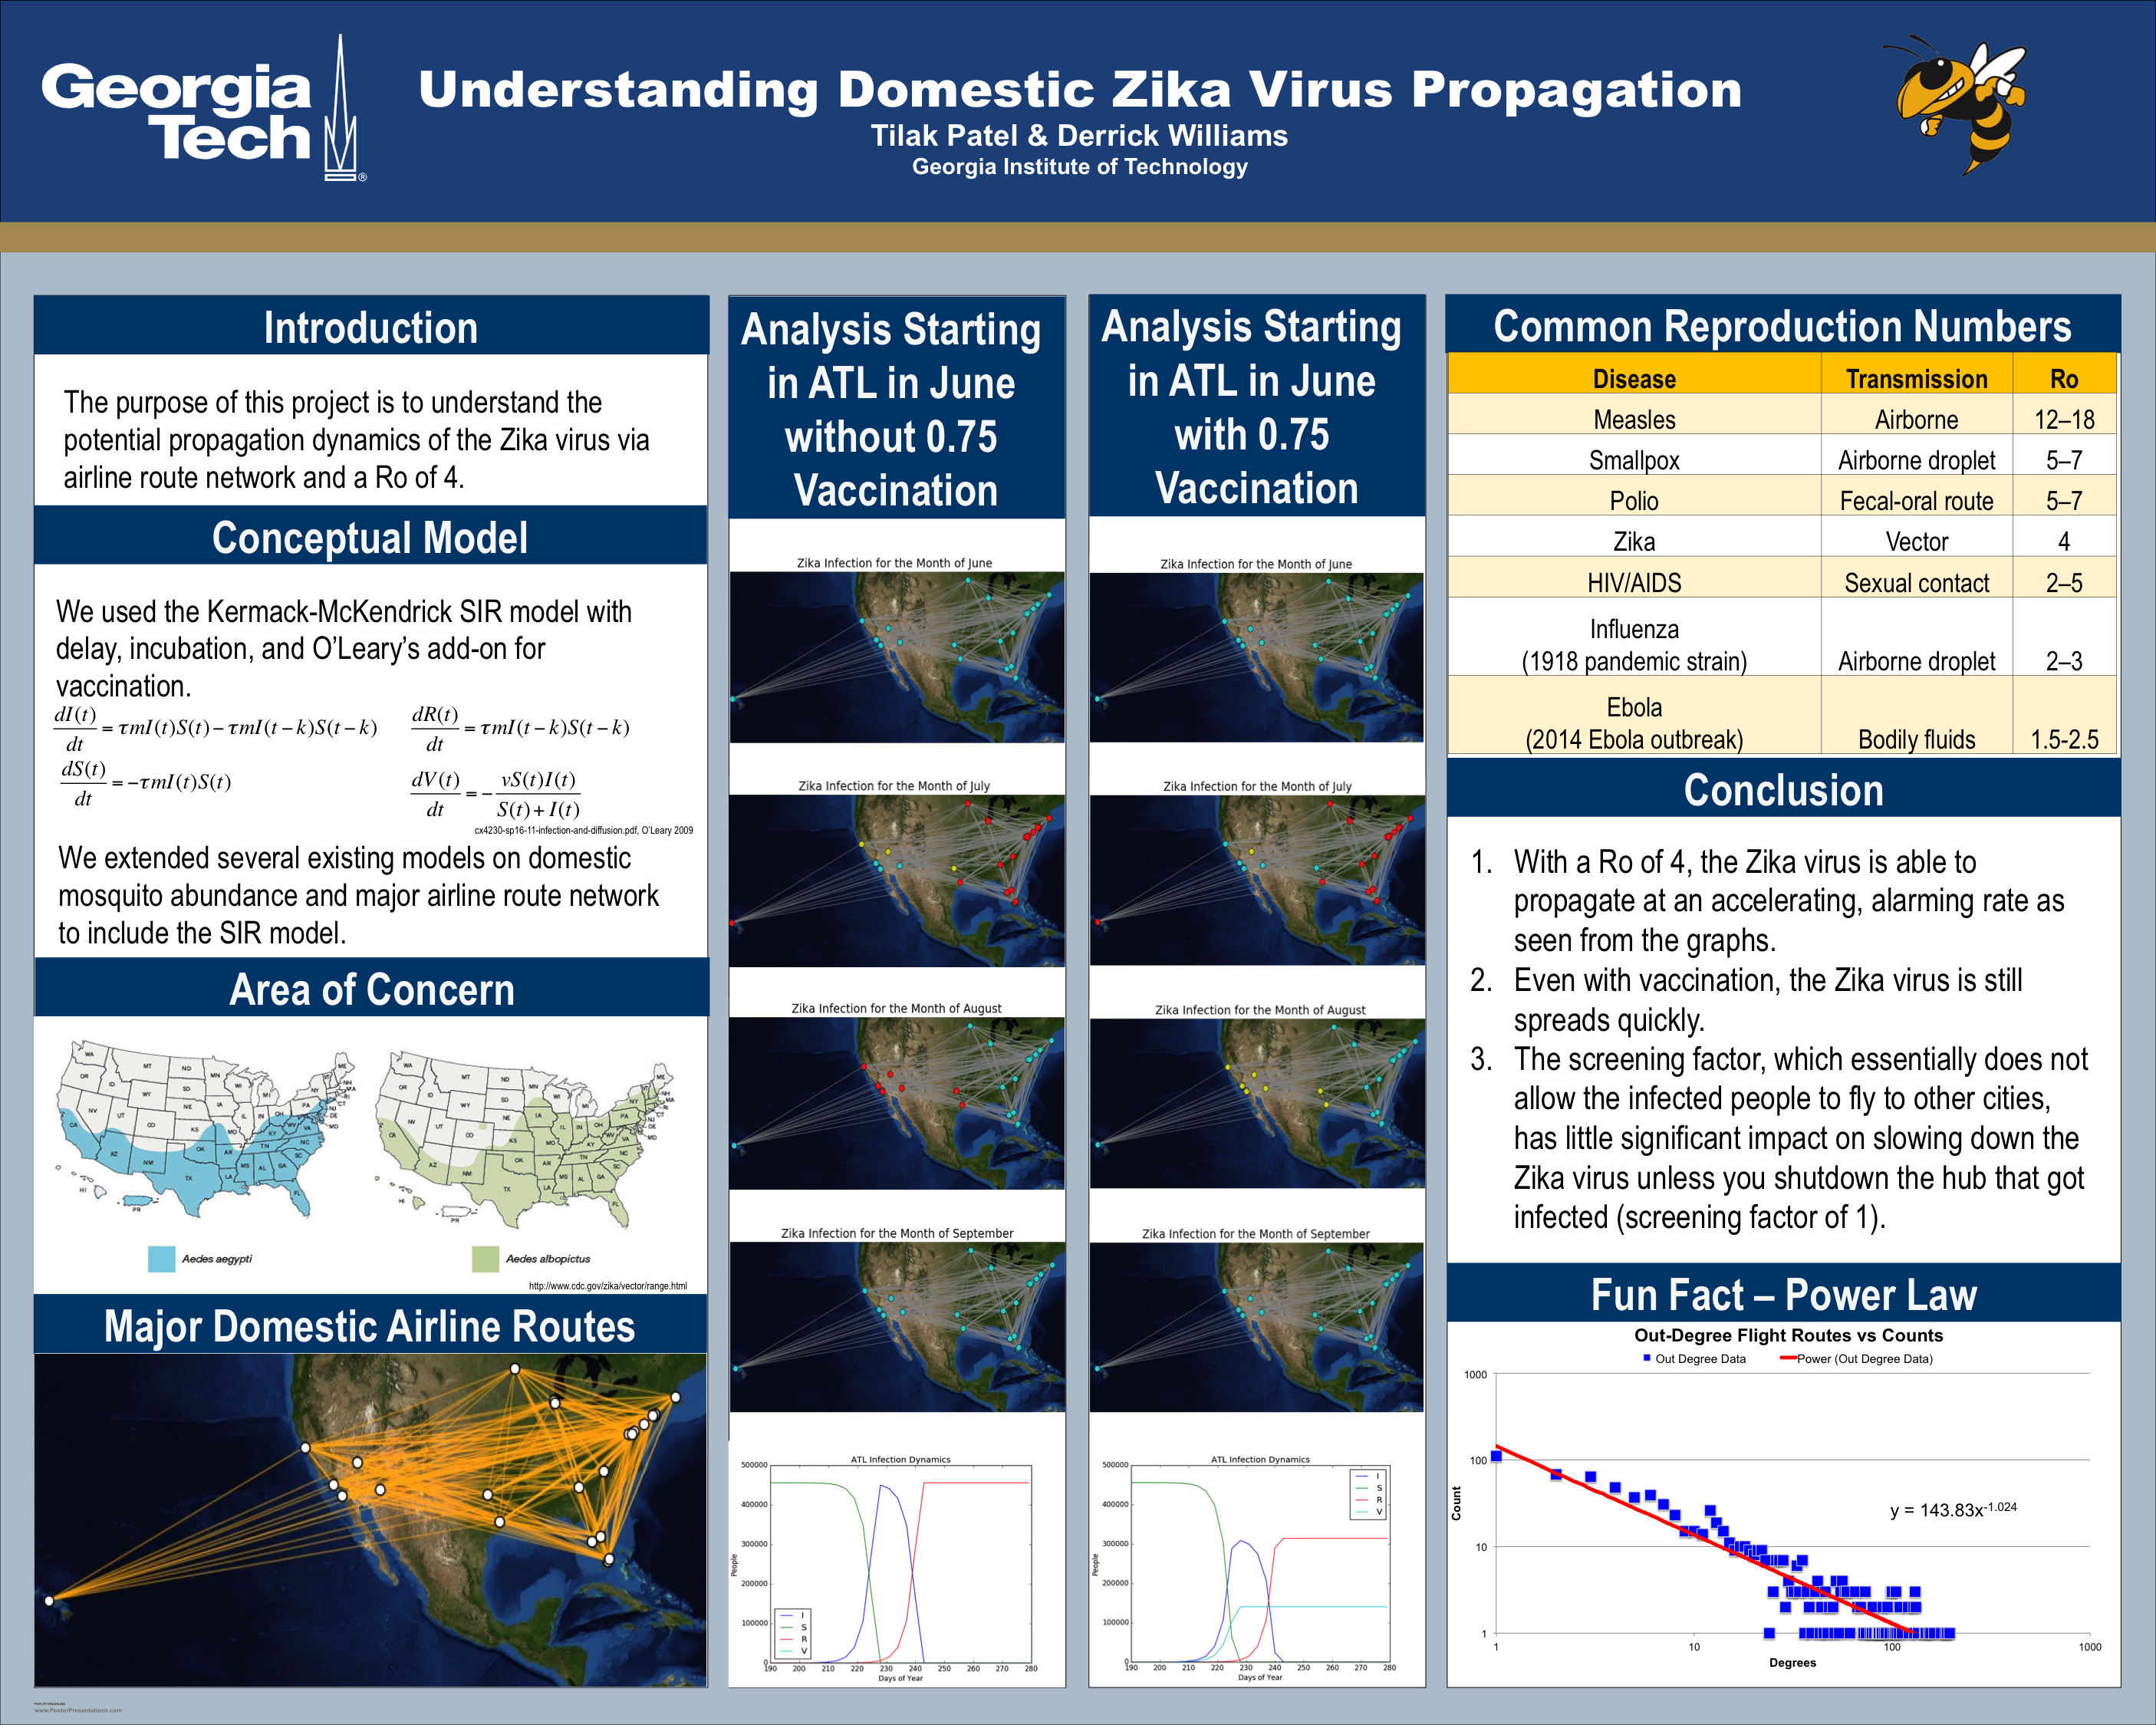 Georgia
Tech
®
Understanding Domestic Zika Virus Propagation
Tilak Patel & Derrick Williams
Georgia Institute of Technology
Introduction
The purpose of this project is to understand the
potential propagation dynamics of the Zika virus via
airline route network and a Ro of 4.
Conceptual Model
We used the Kermack-McKendrick SIR model with
delay, incubation, and O'Leary's add-on for
vaccination.
dI(t)/dt = τmI(t)S(t) − τmI(t − k)S(t − k)
dR(t)/dt = τmI(t − k)S(t − k)
dS(t)/dt = −τmI(t)S(t)
dV(t)/dt = − vS(t)I(t)/S(t) + I(t)
cx4230-sp16-11-infection-and-diffusion.pdf, O'Leary 2009
We extended several existing models on domestic
mosquito abundance and major airline route network
to include the SIR model.
Area of Concern
Aedes aegypti
Aedes albopictus
http://www.cdc.gov/zika/vector/range.html
Major Domestic Airline Routes
www.PosterPresentations.com
Analysis Starting
in ATL in June
without 0.75
Vaccination
Zika Infection for the Month of June
Zika Infection for the Month of July
Zika Infection for the Month of August
Zika Infection for the Month of September
ATL Infection Dynamics
500000
400000
300000
200000
100000
0
People
I
S
R
V
190 200 210 220 230 240 250 260 270 280
Days of Year
Analysis Starting
in ATL in June
with 0.75
Vaccination
Zika Infection for the Month of June
Zika Infection for the Month of July
Zika Infection for the Month of August
Zika Infection for the Month of September
ATL Infection Dynamics
500000
400000
300000
200000
100000
0
People
I
S
R
V
190 200 210 220 230 240 250 260 270 280
Days of Year
Common Reproduction Numbers
Disease Transmission Ro
Measles Airborne 12–18
Smallpox Airborne droplet 5–7
Polio Fecal-oral route 5–7
Zika Vector 4
HIV/AIDS Sexual contact 2–5
Influenza
(1918 pandemic strain) Airborne droplet 2–3
Ebola
(2014 Ebola outbreak) Bodily fluids 1.5-2.5
Conclusion
1. With a Ro of 4, the Zika virus is able to
propagate at an accelerating, alarming rate as
seen from the graphs.
2. Even with vaccination, the Zika virus is still
spreads quickly.
3. The screening factor, which essentially does not
allow the infected people to fly to other cities,
has little significant impact on slowing down the
Zika virus unless you shutdown the hub that got
infected (screening factor of 1).
Fun Fact – Power Law
Out-Degree Flight Routes vs Counts
Out Degree Data Power (Out Degree Data)
1000
100
10
1
Count
y = 143.83x-1.024
1 10 100 1000
Degrees